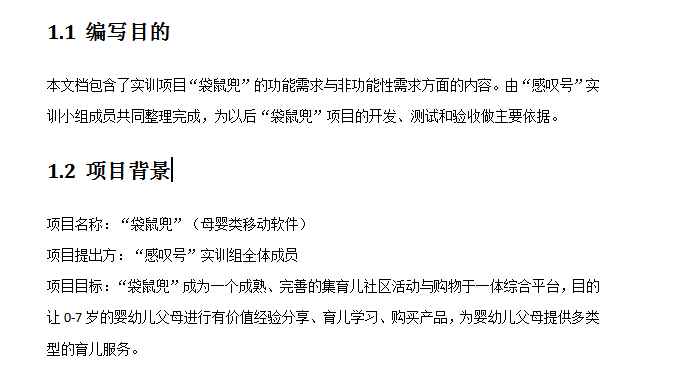 1.1 编写目的
本文档包含了实训项目“袋鼠兜”的功能需求与非功能性需求方面的内容。由“感叹号”实
训小组成员共同整理完成，为以后“袋鼠兜”项目的开发、测试和验收做主要依据。
1.2 项目背景
项目名称：“袋鼠兜”（母婴类移动软件）
项目提出方：“感叹号”实训组全体成员
项目目标：“袋鼠兜”成为一个成熟、完善的集育儿社区活动与购物于一体综合平台，目的
让 0-7 岁的婴幼儿父母进行有价值经验分享、育儿学习、购买产品，为婴幼儿父母提供多类
型的育儿服务。